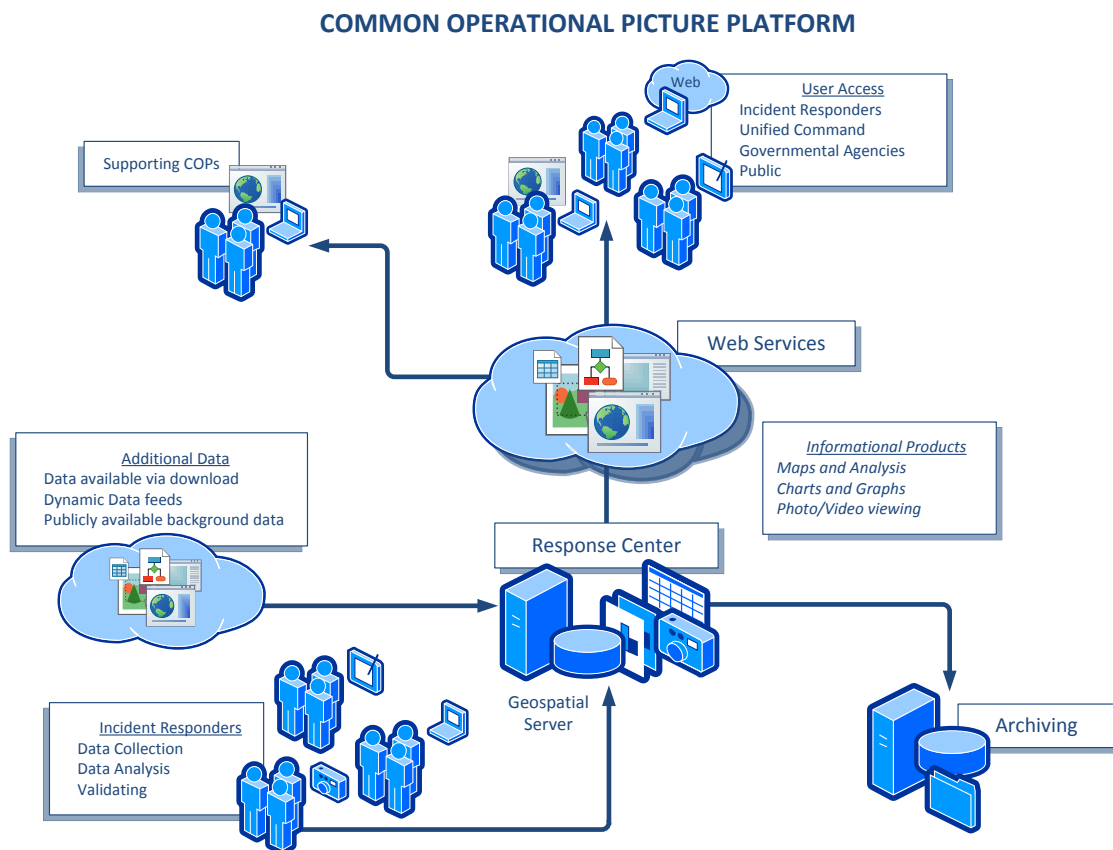 COMMON OPERATIONAL PICTURE PLATFORM
Web
User Access
Incident Responders
Unified Command
Governmental Agencies
Public
Supporting COPs
Web Services
Additional Data
Data available via download
Dynamic Data feeds
Publicly available background data
Informational Products
Maps and Analysis
Charts and Graphs
Photo/Video viewing
Response Center
Geospatial
Server
Incident Responders
Data Collection
Data Analysis
Validating
Archiving